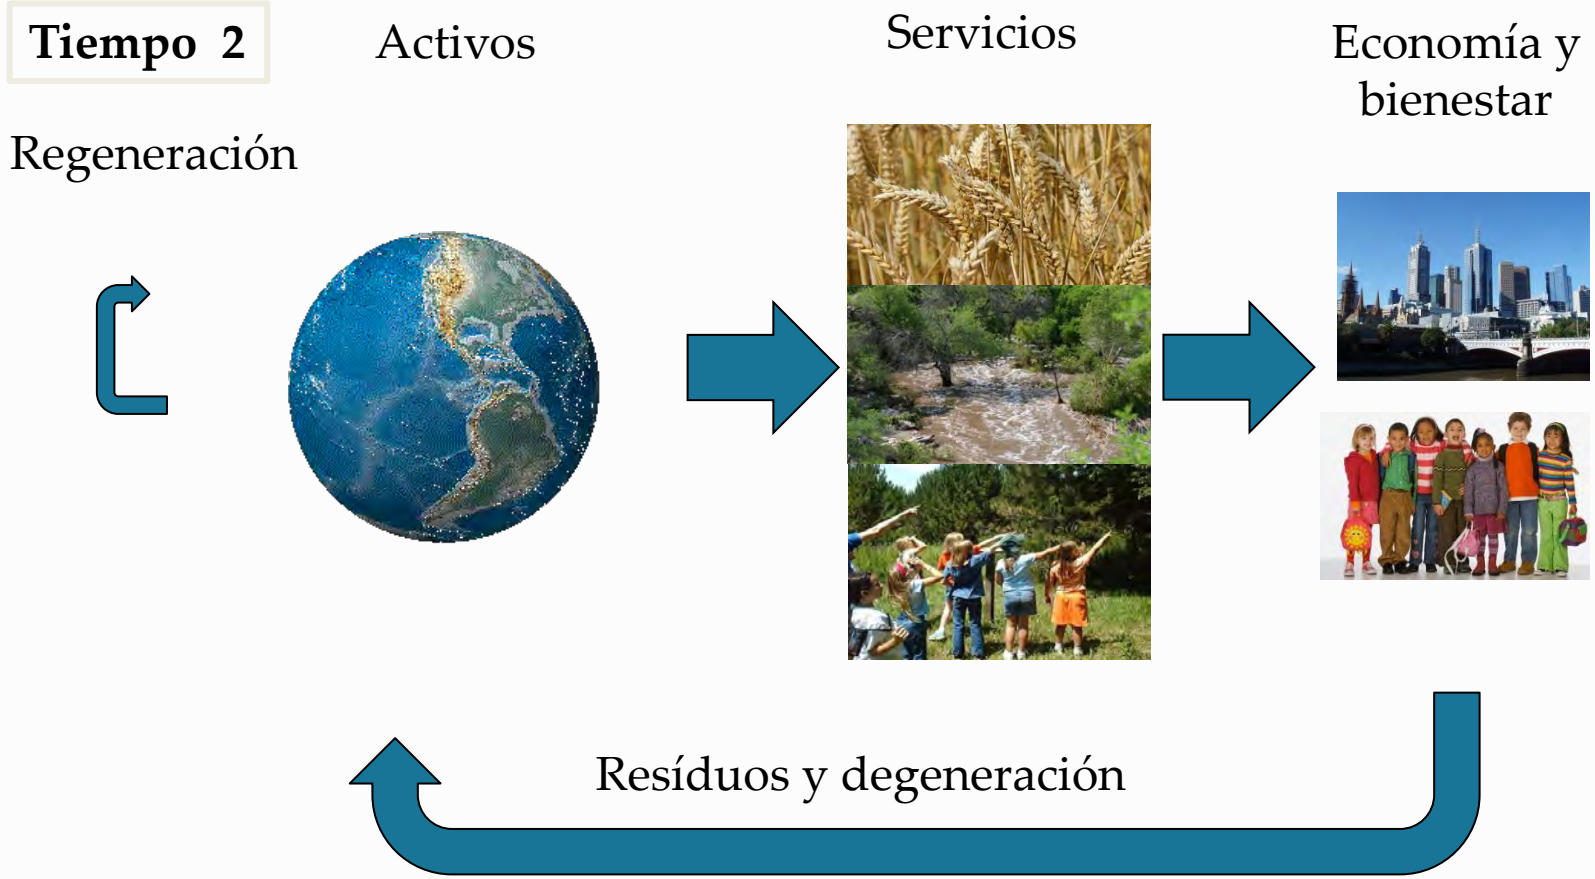 Tiempo 2
Activos
Servicios
Economía y
bienestar
Regeneración
Resíduos y degeneración